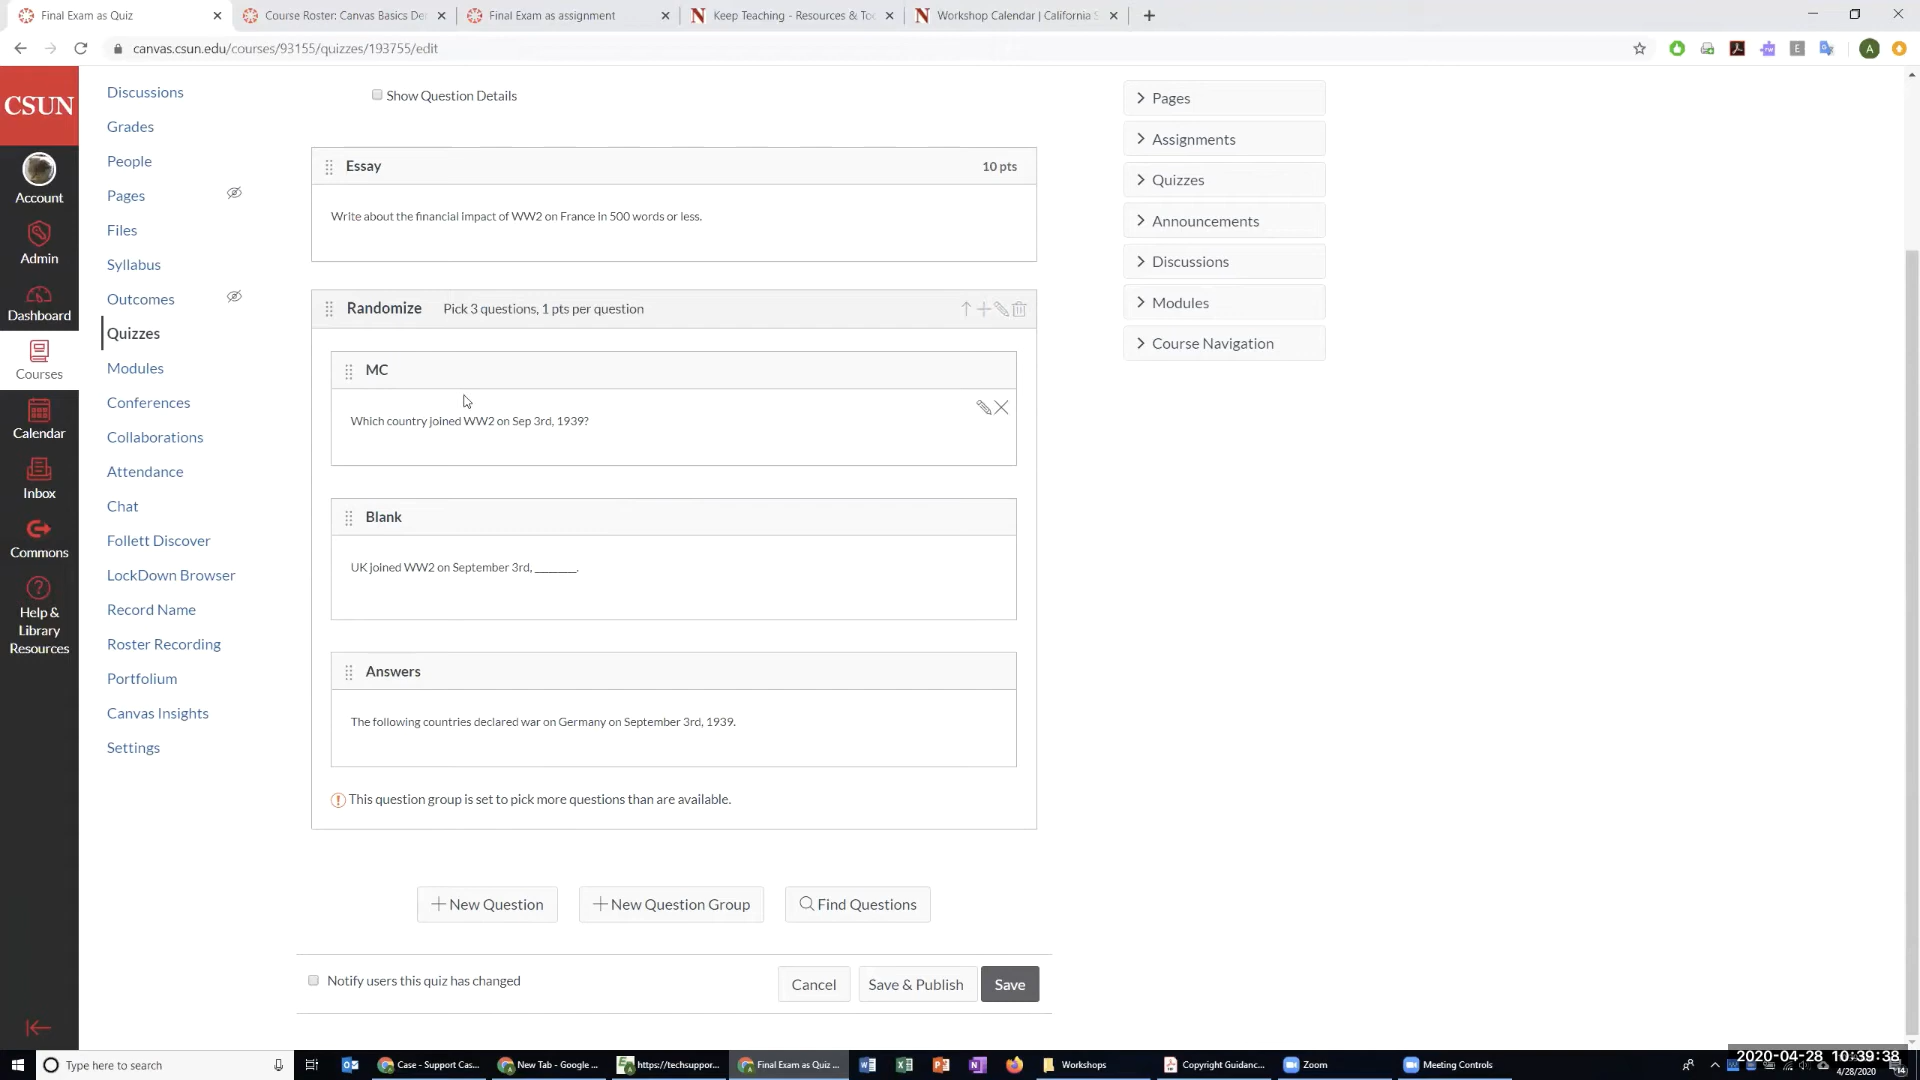 Final Exam as Quiz
Course Roster: Canvas Basics De
Final Exam as assignment
Keep Teaching - Resources & To
Workshop Calendar | California S
canvas.csun.edu/courses/93155/quizzes/193755/edit
CSUN
Account
Admin
Dashboard
Courses
Calendar
Inbox
Commons
Help &
Library
Resources
Discussions
Grades
People
Pages
Files
Syllabus
Outcomes
Quizzes
Modules
Conferences
Collaborations
Attendance
Chat
Follett Discover
LockDown Browser
Record Name
Roster Recording
Portfolium
Canvas Insights
Settings
Show Question Details
Essay 10 pts
Write about the financial impact of WW2 on France in 500 words or less.
Randomize Pick 3 questions, 1 pts per question
MC
Which country joined WW2 on Sep 3rd, 1939?
Blank
UK joined WW2 on September 3rd, ________.
Answers
The following countries declared war on Germany on September 3rd, 1939.
This question group is set to pick more questions than are available.
New Question
New Question Group
Find Questions
Notify users this quiz has changed
Cancel
Save & Publish
Save
Pages
Assignments
Quizzes
Announcements
Discussions
Modules
Course Navigation
Type here to search
Case - Support Cas...
New Tab - Google ...
https://techsuppor...
Final Exam as Quiz ...
Workshops
Copyright Guidanc...
Zoom
Meeting Controls
2020-04-28 10:39:38
4/28/2020